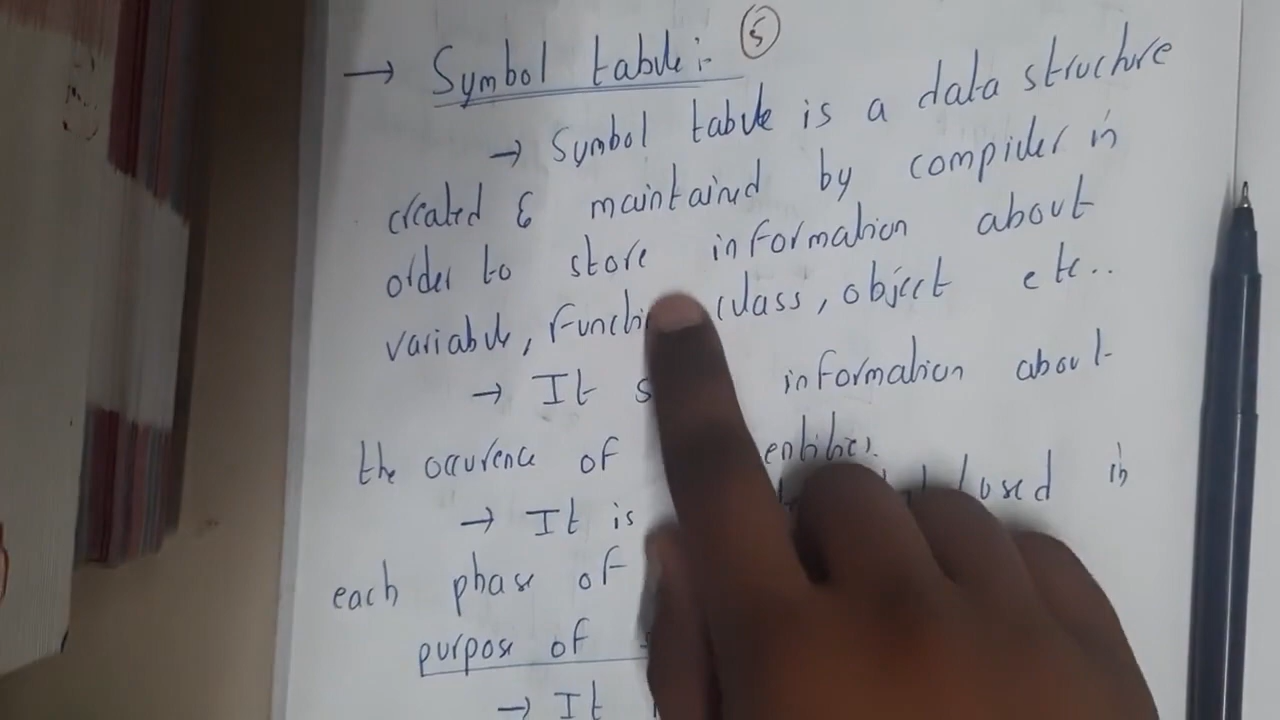 → Symbol table :- ⑤
→ Symbol table is a data structure
created & maintained by compiler in
order to store information about
variable, function class, object etc..
→ It information about
the occurence of entities.
→ It is used in
each phase of
purpose of
→ It